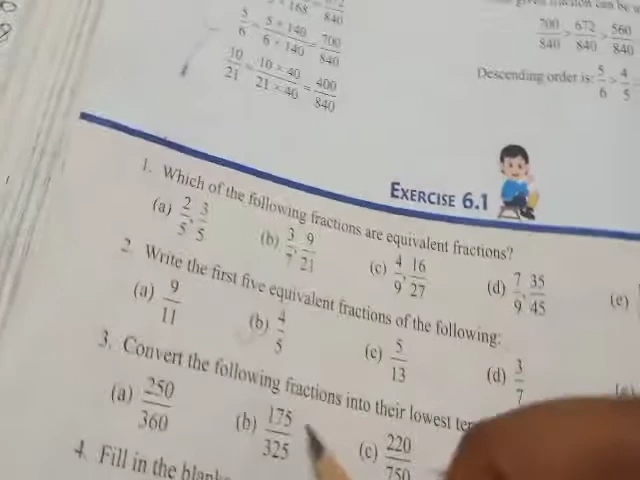 840
5/6 = 5 × 140/6 × 140 = 700/840
10/21 = 10 × 40/21 × 40 = 400/840
700/840 > 672/840 > 560/840
Descending order is: 5/6 > 4/5
EXERCISE 6.1
1. Which of the following fractions are equivalent fractions?
(a) 2/5, 3/5 (b) 3/7, 9/21 (c) 4/9, 16/27 (d) 7/9, 35/45 (e)
2. Write the first five equivalent fractions of the following:
(a) 9/11 (b) 4/5 (c) 5/13 (d) 3/7
3. Convert the following fractions into their lowest
(a) 250/360 (b) 175/325 (c) 220/750
4. Fill in the